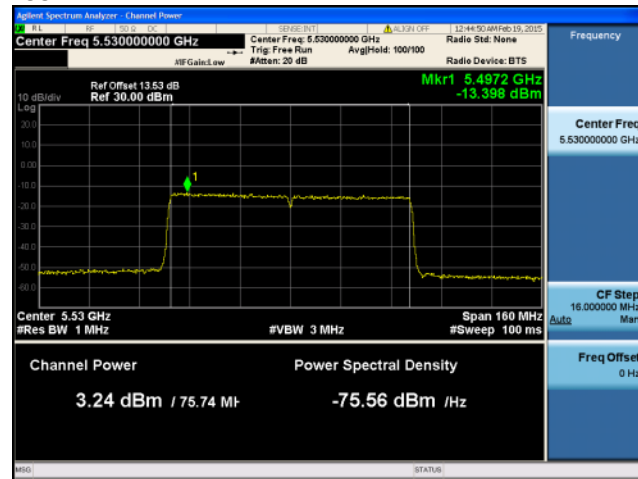 Agilent Spectrum Analyzer - Channel Power
RL RF 50 Ω DC SENSE:INT ALIGN OFF 12:44:50 AM Feb 19, 2015
Center Freq 5.530000000 GHz
Center Freq: 5.530000000 GHz Radio Std: None
Trig: Free Run Avg|Hold: 100/100
#IFGain:Low #Atten: 20 dB Radio Device: BTS
Frequency
Mkr1 5.4972 GHz
-13.398 dBm
Ref Offset 13.53 dB
10 dB/div Ref 30.00 dBm
Log
20.0
10.0
0.00
-10.0
-20.0
-30.0
-40.0
-50.0
-60.0
1
Center Freq
5.530000000 GHz
Center 5.53 GHz Span 160 MHz
#Res BW 1 MHz #VBW 3 MHz #Sweep 100 ms
CF Step
16.000000 MHz
Auto Man
Channel Power Power Spectral Density
3.24 dBm / 75.74 MH
-75.56 dBm /Hz
Freq Offset
0 Hz
MSG STATUS